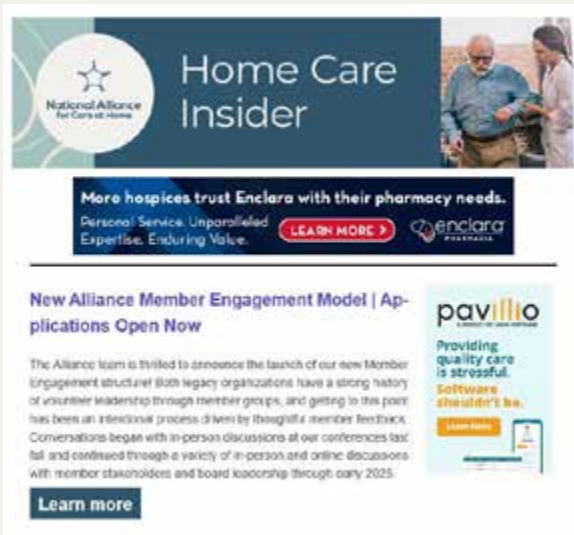 National Alliance
for Care at Home
Home Care
Insider
More hospices trust Enclara with their pharmacy needs.
Personal Service. Unparalleled
Expertise. Enduring Value.
LEARN MORE >
enclara
PHARMACIA
New Alliance Member Engagement Model | Ap-
plications Open Now
The Alliance team is thrilled to announce the launch of our new Member
Engagement structure! Both legacy organizations have a strong history
of volunteer leadership through member groups, and getting to this point
has been an intentional process driven by thoughtful member feedback.
Conversations began with in-person discussions at our conferences last
fall and continued through a variety of in-person and online discussions
with member stakeholders and board leadership through early 2025.
Learn more
pavillio
Providing
quality care
is stressful.
Software
shouldn't be.
Learn More